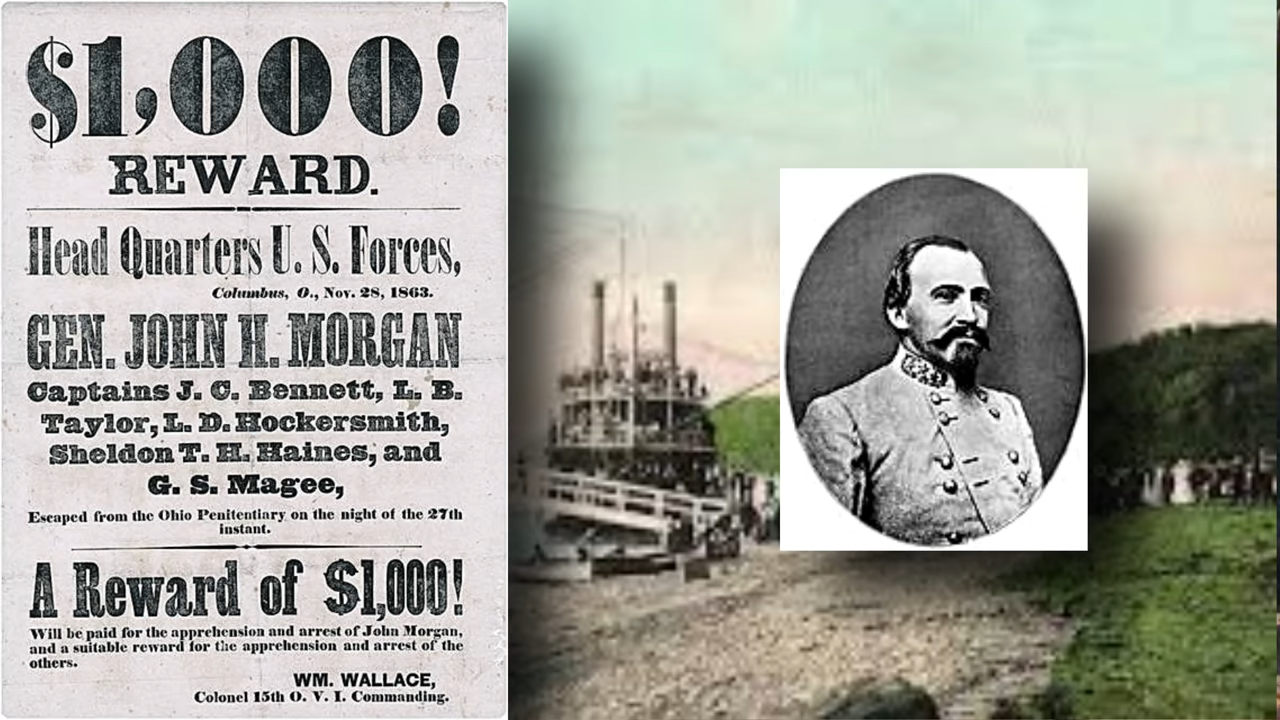 $1,000!
REWARD.
Head Quarters U. S. Forces,
Columbus, O., Nov. 28, 1863.
GEN. JOHN H. MORGAN
Captains J. C. Bennett, L. B.
Taylor, L. D. Hockersmith,
Sheldon T. H. Haines, and
G. S. Magee,
Escaped from the Ohio Penitentiary on the night of the 27th
instant.
A Reward of $1,000!
Will be paid for the apprehension and arrest of John Morgan,
and a suitable reward for the apprehension and arrest of the
others.
WM. WALLACE,
Colonel 15th O. V. I. Commanding.